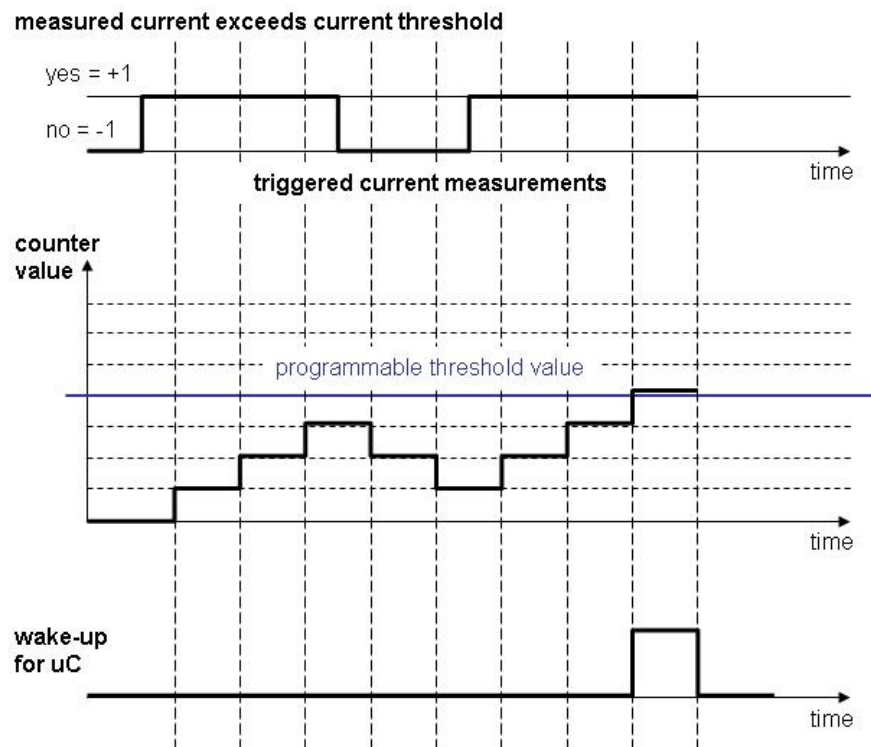 measured current exceeds current threshold
yes = +1
no = -1
time
triggered current measurements
counter
value
programmable threshold value
time
wake-up
for uC
time